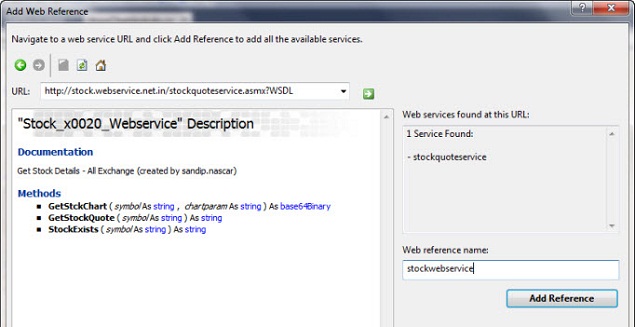 Add Web Reference
Navigate to a web service URL and click Add Reference to add all the available services.
URL: http://stock.webservice.net.in/stockquoteservice.asmx?WSDL
"Stock_x0020_Webservice" Description
Documentation
Get Stock Details - All Exchange (created by sandip.nascar)
Methods
GetStckChart ( symbol As string , chartparam As string ) As base64Binary
GetStockQuote ( symbol As string ) As string
StockExists ( symbol As string ) As string
Web services found at this URL:
1 Service Found:
- stockquoteservice
Web reference name:
stockwebservice
Add Reference